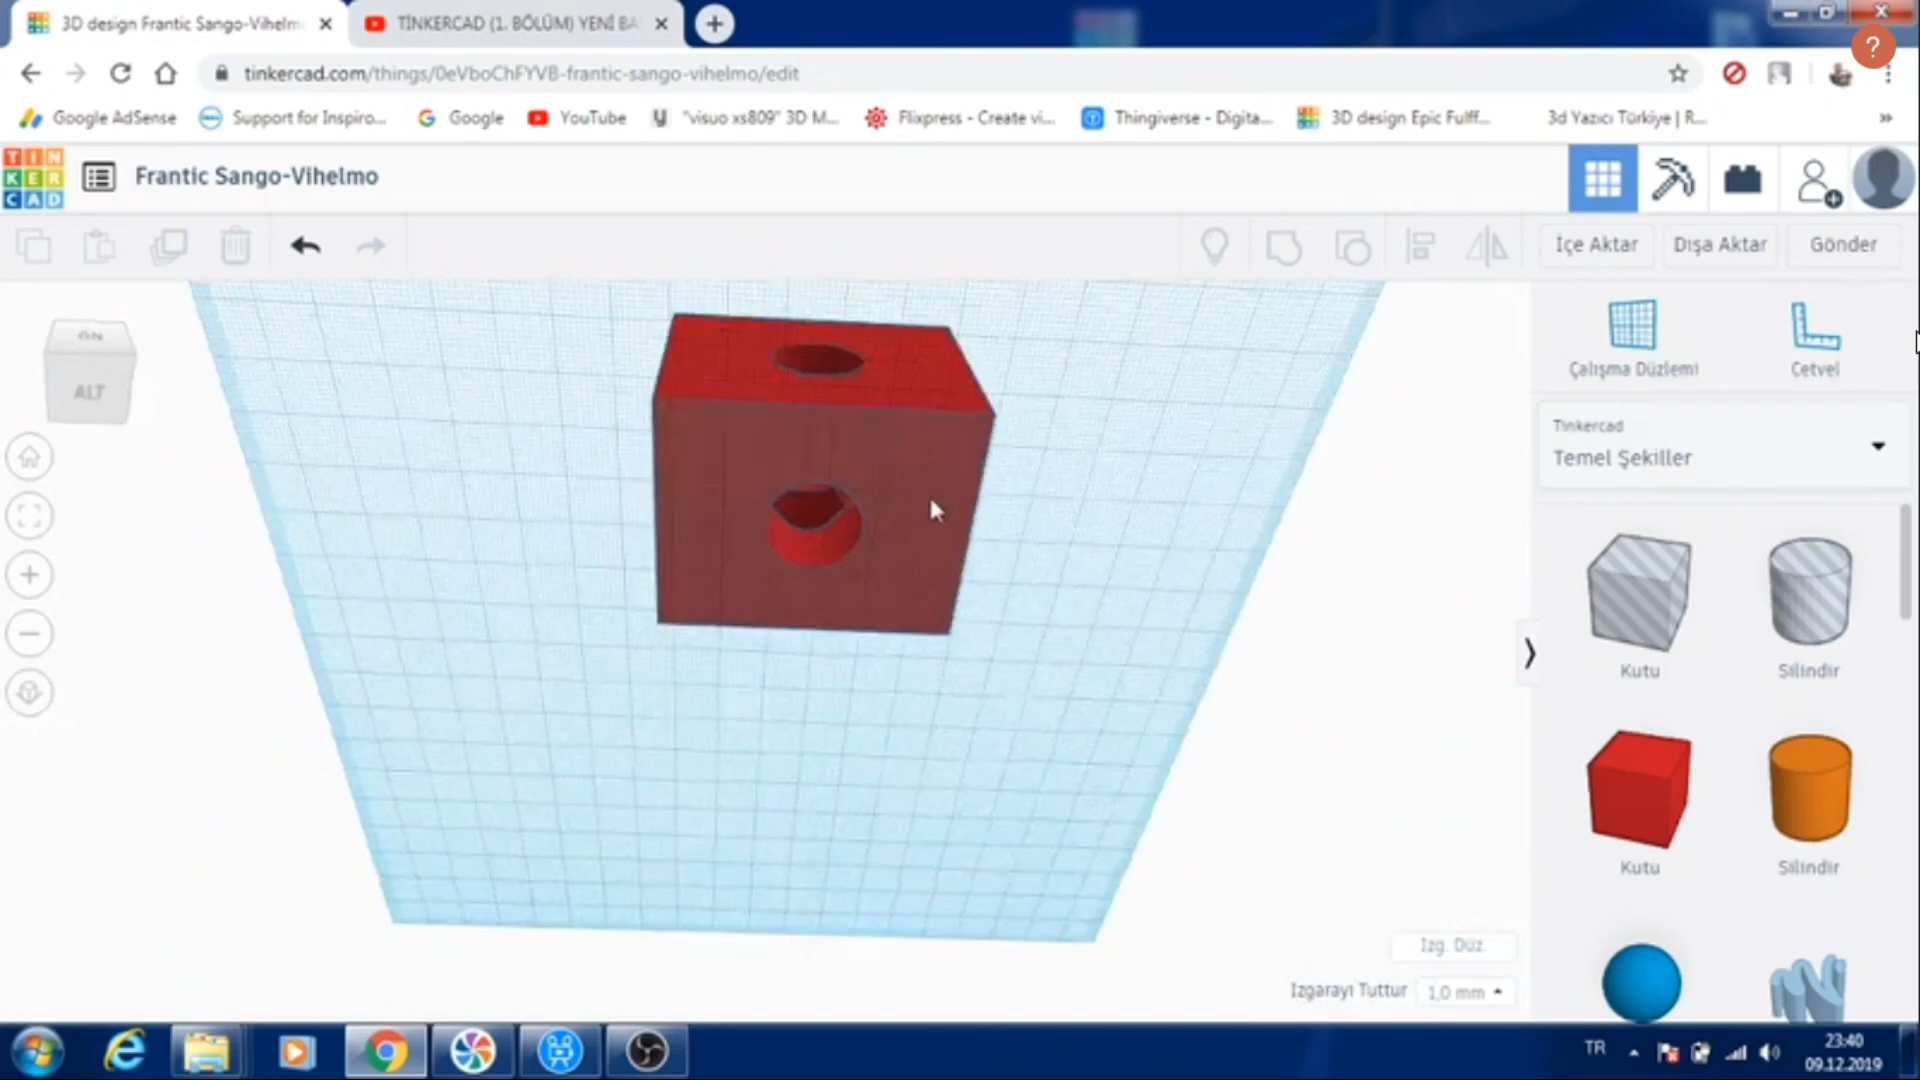 3D design Frantic Sango-Vihelm
TİNKERCAD (1. BÖLÜM) YENİ BA
tinkercad.com/things/0eVboChFYVB-frantic-sango-vihelmo/edit
?
Google AdSense
Support for Inspiro...
Google
YouTube
"visuo xs809" 3D M...
Flixpress - Create vi...
Thingiverse - Digita...
3D design Epic Fulff...
3d Yazıcı Türkiye | R...
TIN
KER
CAD
Frantic Sango-Vihelmo
İçe Aktar
Dışa Aktar
Gönder
ÖN
ALT
Çalışma Düzlemi
Cetvel
Tinkercad
Temel Şekiller
Kutu
Silindir
Kutu
Silindir
Izg. Düz.
Izgarayı Tuttur
1,0 mm
TR
23:40
09.12.2019